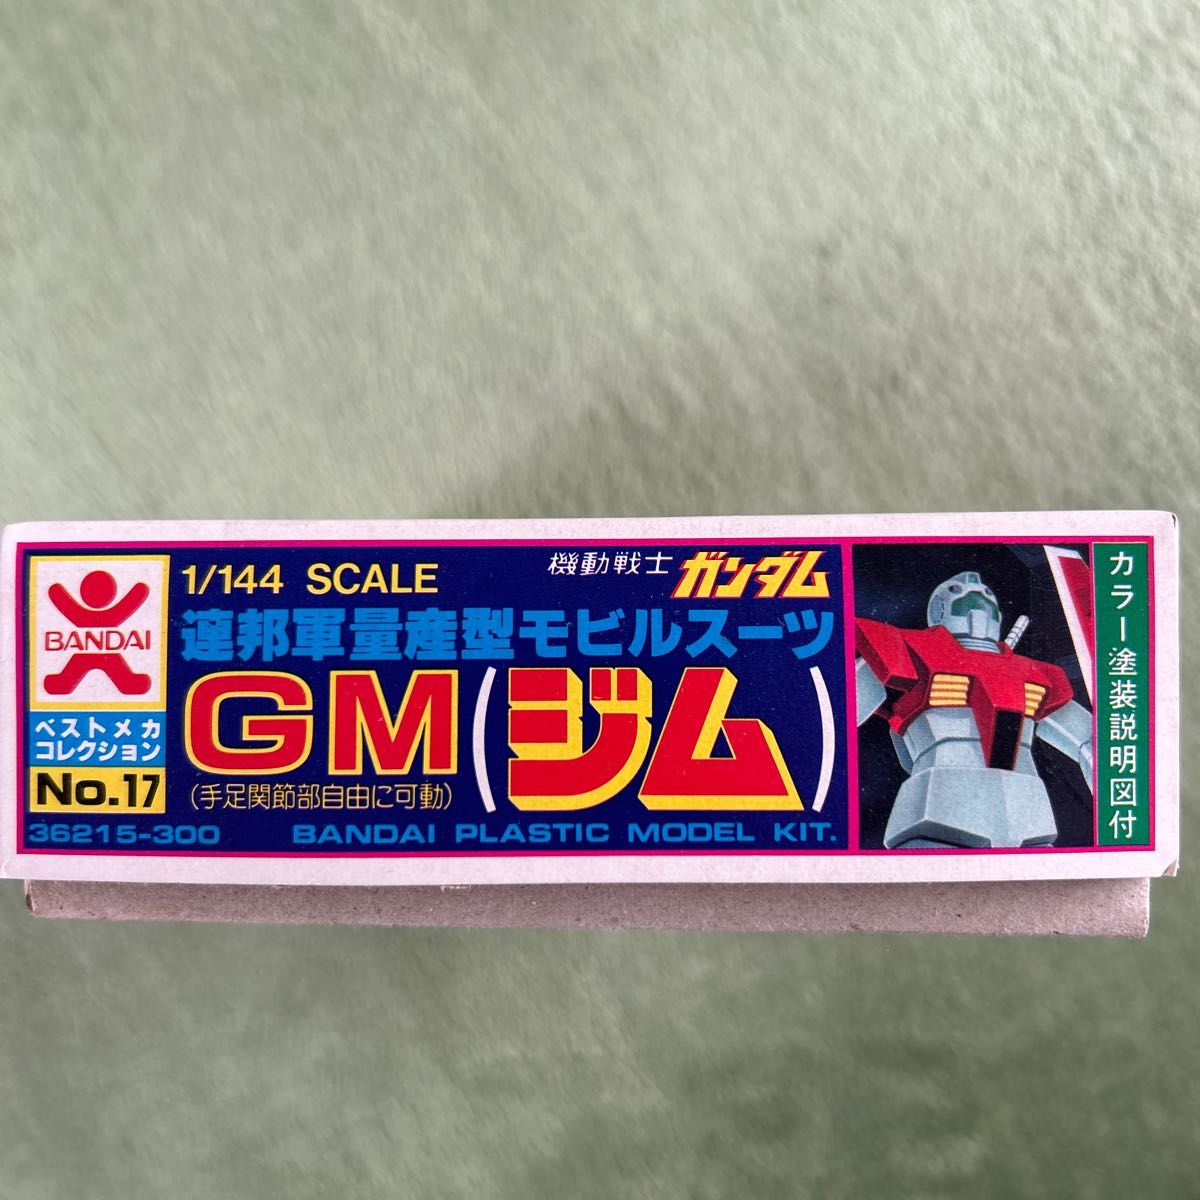 BANDAI
ベストメカ
コレクション
No.17
1/144 SCALE
機動戦士 ガンダム
連邦軍量産型モビルスーツ
GM(ジム)
(手足関節部自由に可動)
36215-300 BANDAI PLASTIC MODEL KIT.
カラー塗装説明図付